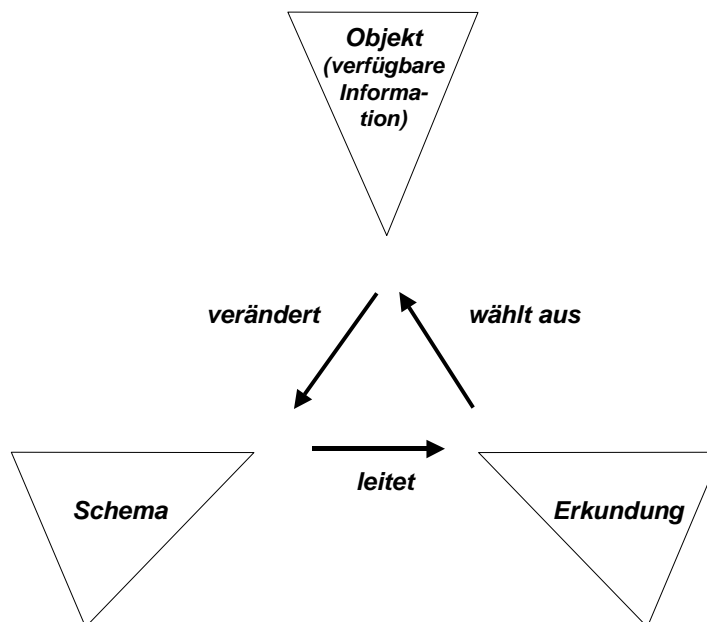 Objekt
(verfügbare
Informa-
tion)
verändert
wählt aus
leitet
Schema
Erkundung